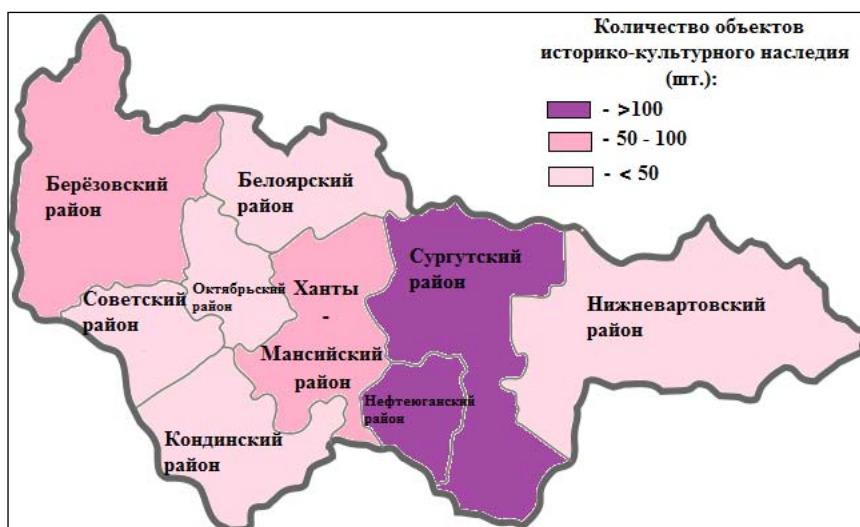 Количество объектов
историко-культурного наследия
(шт.):
- >100
- 50 - 100
- < 50
Берёзовский
район
Белоярский
район
Сургутский
район
Октябрьский
район
Ханты
-
Мансийский
район
Советский
район
Нижневартовский
район
Нефтеюганский
район
Кондинский
район